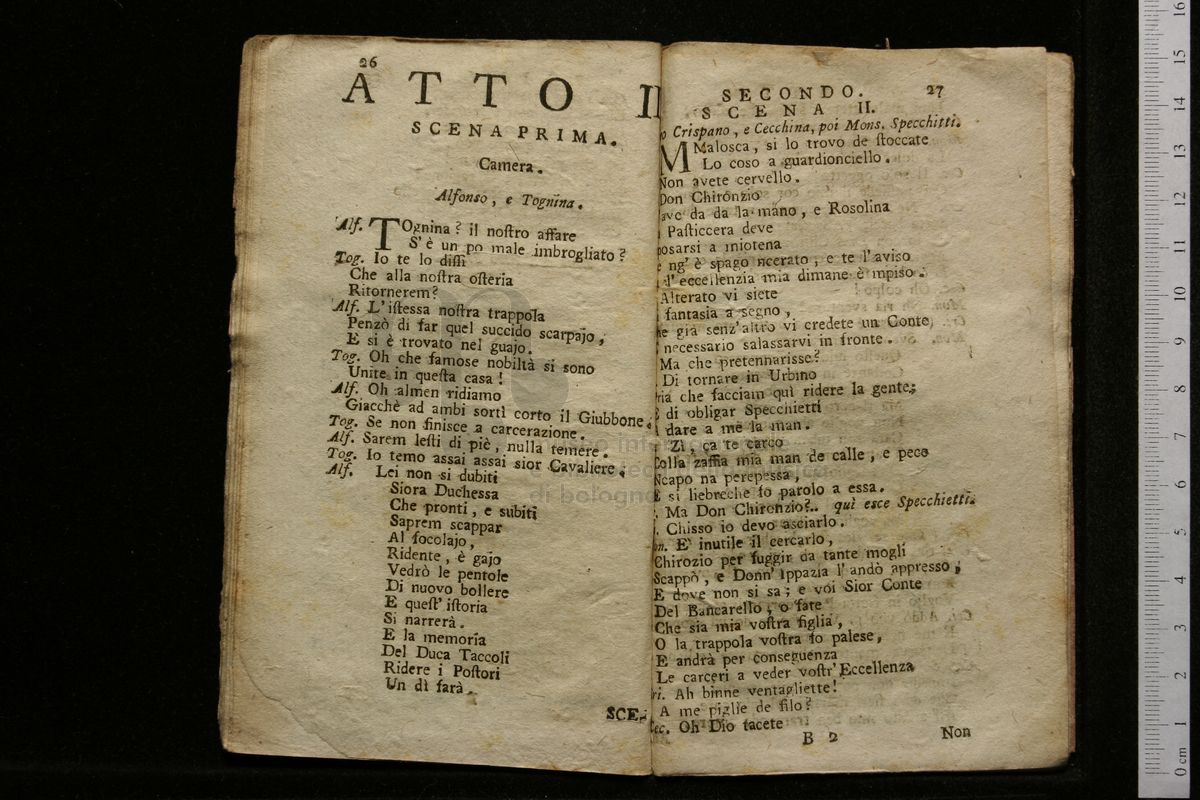 26
ATTO I
SCENA PRIMA.
Camera.
Alfonso, e Tognina.
Alf. TOgnina? il nostro affare
S'è un po male imbrogliato?
Tog. Io te lo dissi
Che alla nostra osteria
Ritornerem?
Alf. L'istessa nostra trappola
Penzò di far quel succido scarpajo,
E si è trovato nel guajo.
Tog. Oh che famose nobiltà si sono
Unite in questa casa!
Alf. Oh almen ridiamo
Giacchè ad ambi sortì corto il Giubbone.
Tog. Se non finisce a carcerazione.
Alf. Sarem lesti di piè, nulla temere.
Tog. Io temo assai assai sior Cavaliere.
Alf. Lei non si dubiti
Siora Duchessa
Che pronti, e subiti
Saprem scappar
Al focolajo,
Ridente, è gajo
Vedrò le pentole
Di nuovo bollere
E quest' istoria
Si narrerà.
E la memoria
Del Duca Taccoli
Ridere i Postori
Un dì farà.
SCE-
SECONDO. 27
SCENA II.
o Crispano, e Cecchina, poi Mons. Specchitti.
MMalosca, si lo trovo de stoccate
Lo coso a guardionciello.
Non avete cervello.
Don Chironzio
ave da da la mano, e Rosolina
Pasticcera deve
posarsi a miotena
ng' è spago ncerato, e te l'aviso
d' eccellenzia mia dimane è mpiso.
Alterato vi siete
fantasia a segno,
he già senz'altro vi credete un Conte,
necessario salassarvi in fronte.
Ma che pretennarisse?
Di tornare in Urbino
ria che facciam quì ridere la gente;
E di obligar Specchietti
dare a me la man.
Zi, ca te carco
Colla zaffia mia man de calle, e pece
Ncapo na perepessa,
E si liebreche fo parolo a essa.
Ma Don Chironzio?.. quì esce Specchietti.
Chisso io devo asciarlo.
on. E' inutile il cercarlo,
Chirozio per fuggir da tante mogli
Scappò, e Donn' Ippazia l' andò appresso;
E dove non si sa; e voi Sior Conte
Del Bancarello, o fate
Che sia mia vostra figlia,
O la trappola vostra fo palese,
E andrà per conseguenza
Le carceri a veder vostr' Eccellenza
ri. Ah binne ventagliette!
A me piglie de filo?
Cec. Oh Dio tacete
B 2 Non